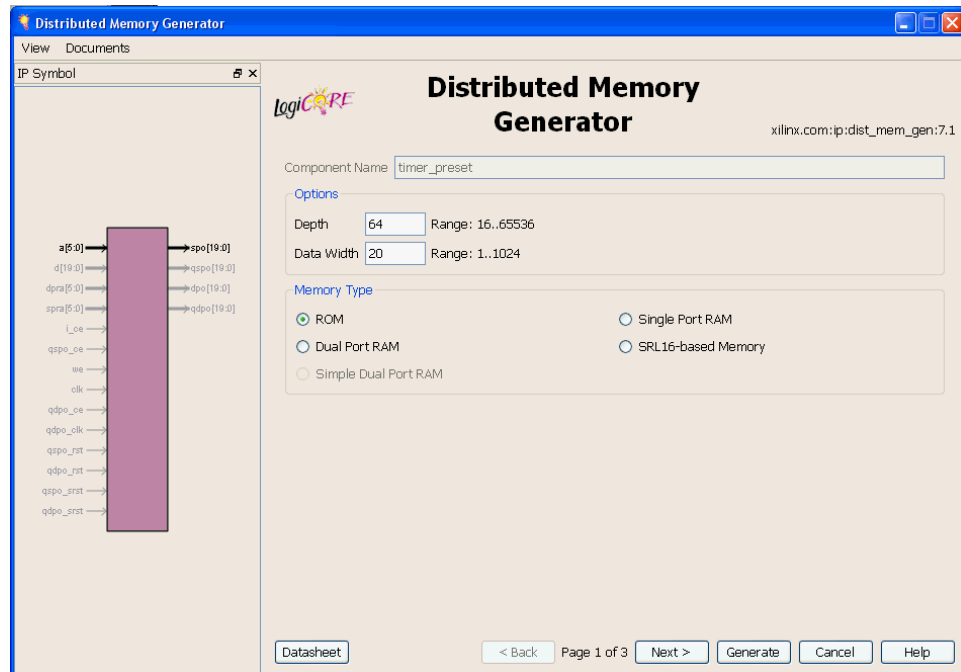 Distributed Memory Generator
View Documents
IP Symbol
a[5:0]
d[19:0]
dpra[5:0]
spra[5:0]
i_ce
qspo_ce
we
clk
qdpo_ce
qdpo_clk
qspo_rst
qdpo_rst
qspo_srst
qdpo_srst
spo[19:0]
qspo[19:0]
dpo[19:0]
qdpo[19:0]
LogiCORE
Distributed Memory
Generator
xilinx.com:ip:dist_mem_gen:7.1
Component Name timer_preset
Options
Depth 64 Range: 16..65536
Data Width 20 Range: 1..1024
Memory Type
ROM Single Port RAM
Dual Port RAM SRL16-based Memory
Simple Dual Port RAM
Datasheet < Back Page 1 of 3 Next > Generate Cancel Help